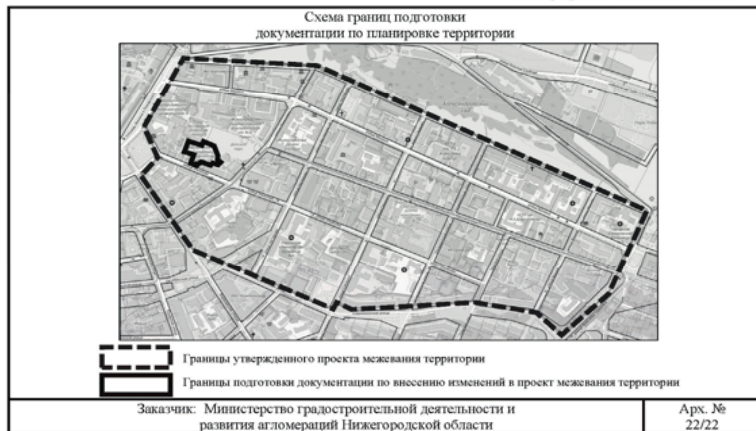 Схема границ подготовки
документации по планировке территории
Границы утвержденного проекта межевания территории
Границы подготовки документации по внесению изменений в проект межевания территории
Заказчик: Министерство градостроительной деятельности и
развития агломераций Нижегородской области
Арх. №
22/22